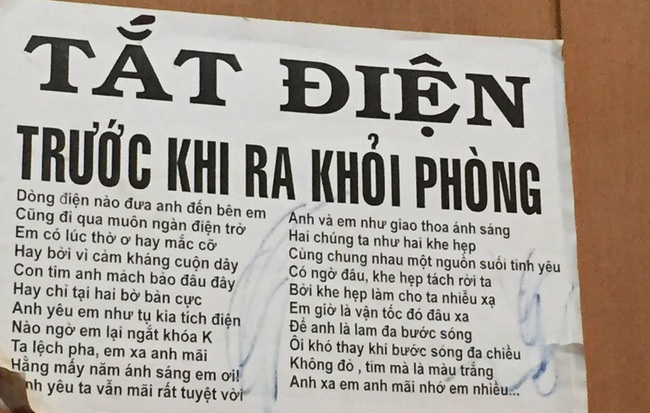 TẮT ĐIỆN
TRƯỚC KHI RA KHỎI PHÒNG
Dòng điện nào đưa anh đến bên em
Cũng đi qua muôn ngàn điện trở
Em có lúc thờ ơ hay mắc cỡ
Hay bởi vì cảm kháng cuộn dây
Con tim anh mách bảo đâu đây
Hay chỉ tại hai bờ bản cực
Anh yêu em như tụ kia tích điện
Nào ngờ em lại ngắt khóa K
Ta lệch pha, em xa anh mãi
Hằng mấy năm ánh sáng em ơi!
Anh yêu ta vẫn mãi rất tuyệt vời
Anh và em như giao thoa ánh sáng
Hai chúng ta như hai khe hẹp
Cùng chung nhau một nguồn suối tình yêu
Có ngờ đâu, khe hẹp tách rời ta
Bởi khe hẹp làm cho ta nhiễu xạ
Em giờ là vận tốc đó đâu xa
Để anh là lam đa bước sóng
Ôi khó thay khi bước sóng đa chiều
Không đỏ , tim mà là màu trắng
Anh xa em anh mãi nhớ em nhiều...